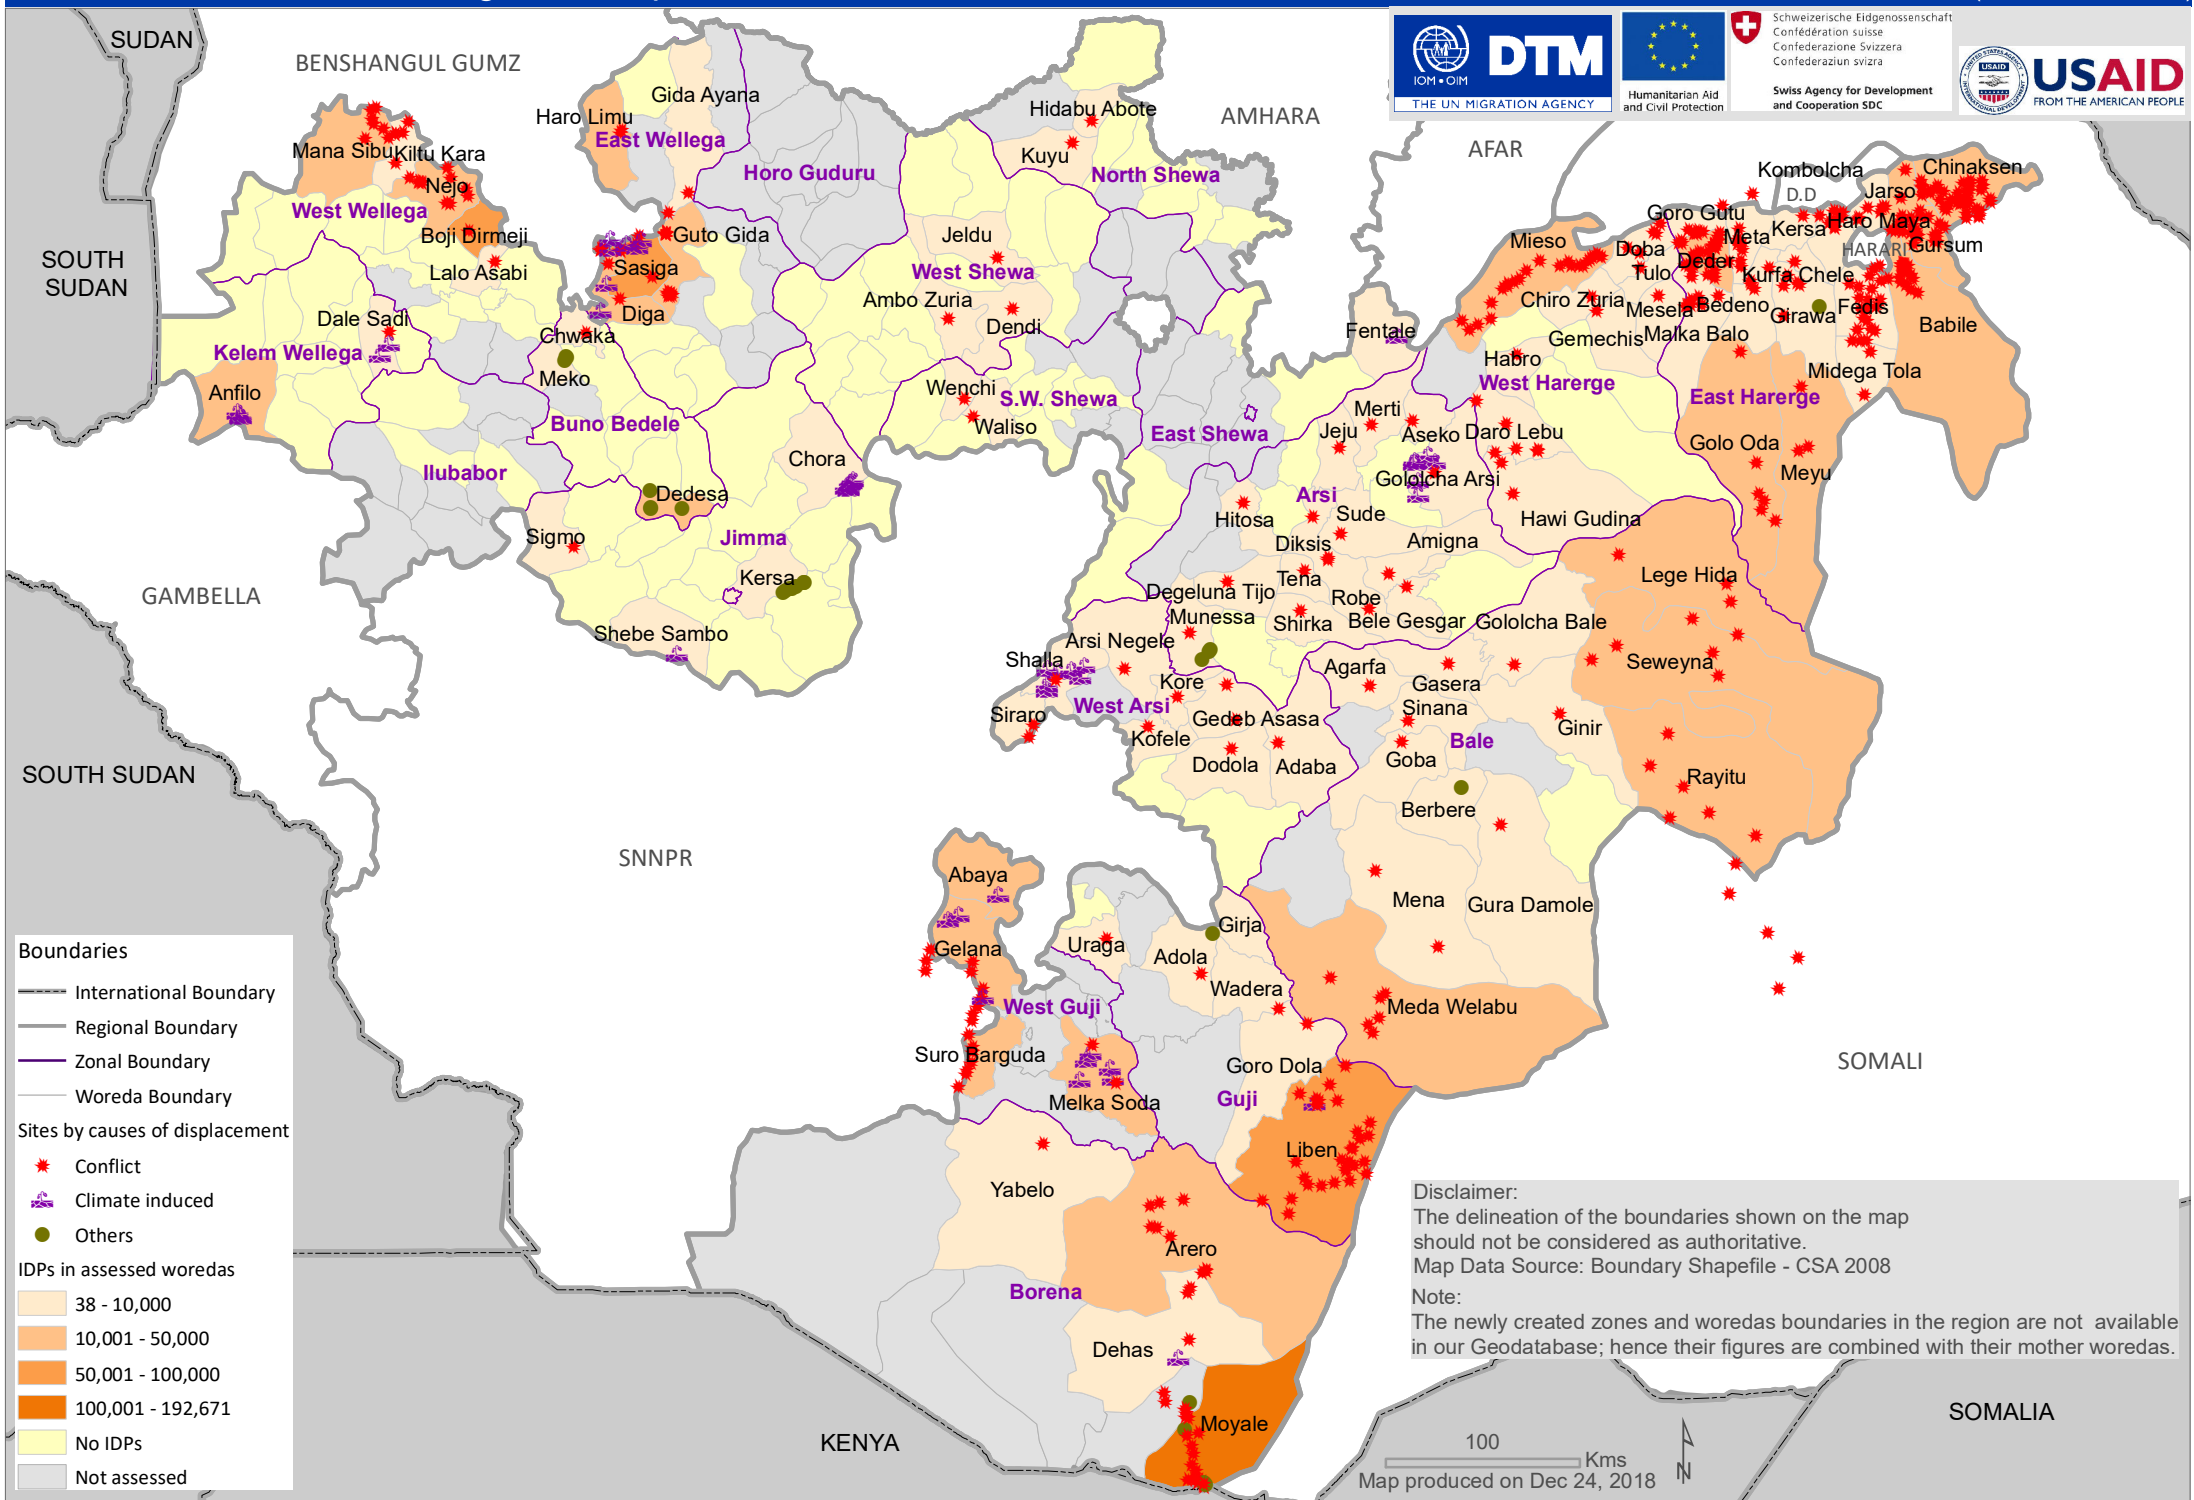 SUDAN
BENSHANGUL GUMZ
AMHARA
AFAR
IOM • OIM
DTM
THE UN MIGRATION AGENCY
Humanitarian Aid
and Civil Protection
Schweizerische Eidgenossenschaft
Confédération suisse
Confederazione Svizzera
Confederaziun svizra
Swiss Agency for Development
and Cooperation SDC
USAID
USAID
FROM THE AMERICAN PEOPLE
Gida Ayana
Haro Limu
East Wellega
Hidabu Abote
Kuyu
North Shewa
Horo Guduru
Mana Sibu
Kiltu Kara
Nejo
West Wellega
Boji Dirmeji
Lalo Asabi
Guto Gida
Sasiga
Diga
Jeldu
West Shewa
Ambo Zuria
Dendi
Kombolcha
D.D
Chinaksen
Jarso
Goro Gutu
Meta
Kersa
Haro Maya
HARARI
Gursum
Mieso
Doba
Tulo
Deder
Kurfa Chele
Chiro Zuria
Mesela
Bedeno
Girawa
Fedis
Babile
Gemechis
Malka Balo
Habro
West Harerge
Midega Tola
East Harerge
SOUTH
SUDAN
Dale Sadi
Kelem Wellega
Anfilo
Chwaka
Meko
Buno Bedele
Ilubabor
Wenchi
S.W. Shewa
Waliso
Fentale
East Shewa
Merti
Jeju
Aseko
Daro Lebu
Golo Oda
Meyu
Chora
Dedesa
Jimma
Sigmo
Kersa
Shebe Sambo
Gololcha Arsi
Arsi
Hitosa
Sude
Hawi Gudina
Diksis
Amigna
Tena
Lege Hida
Degeluna Tijo
Robe
Munessa
Shirka
Bele Gesgar
Gololcha Bale
Arsi Negele
Shalla
Agarfa
Seweyna
Kore
Gasera
West Arsi
Siraro
Gedeb Asasa
Sinana
Ginir
Kofele
Bale
Goba
Dodola
Adaba
Rayitu
Berbere
GAMBELLA
SOUTH SUDAN
SNNPR
Abaya
Mena
Gura Damole
Girja
Gelana
Uraga
Adola
Wadera
West Guji
Meda Welabu
Suro Barguda
Goro Dola
SOMALI
Melka Soda
Guji
Liben
Yabelo
Arero
Borena
Dehas
Moyale
KENYA
SOMALIA
Boundaries
International Boundary
Regional Boundary
Zonal Boundary
Woreda Boundary
Sites by causes of displacement
Conflict
Climate induced
Others
IDPs in assessed woredas
38 - 10,000
10,001 - 50,000
50,001 - 100,000
100,001 - 192,671
No IDPs
Not assessed
Disclaimer:
The delineation of the boundaries shown on the map
should not be considered as authoritative.
Map Data Source: Boundary Shapefile - CSA 2008
Note:
The newly created zones and woredas boundaries in the region are not available
in our Geodatabase; hence their figures are combined with their mother woredas.
100
Kms
N
Map produced on Dec 24, 2018